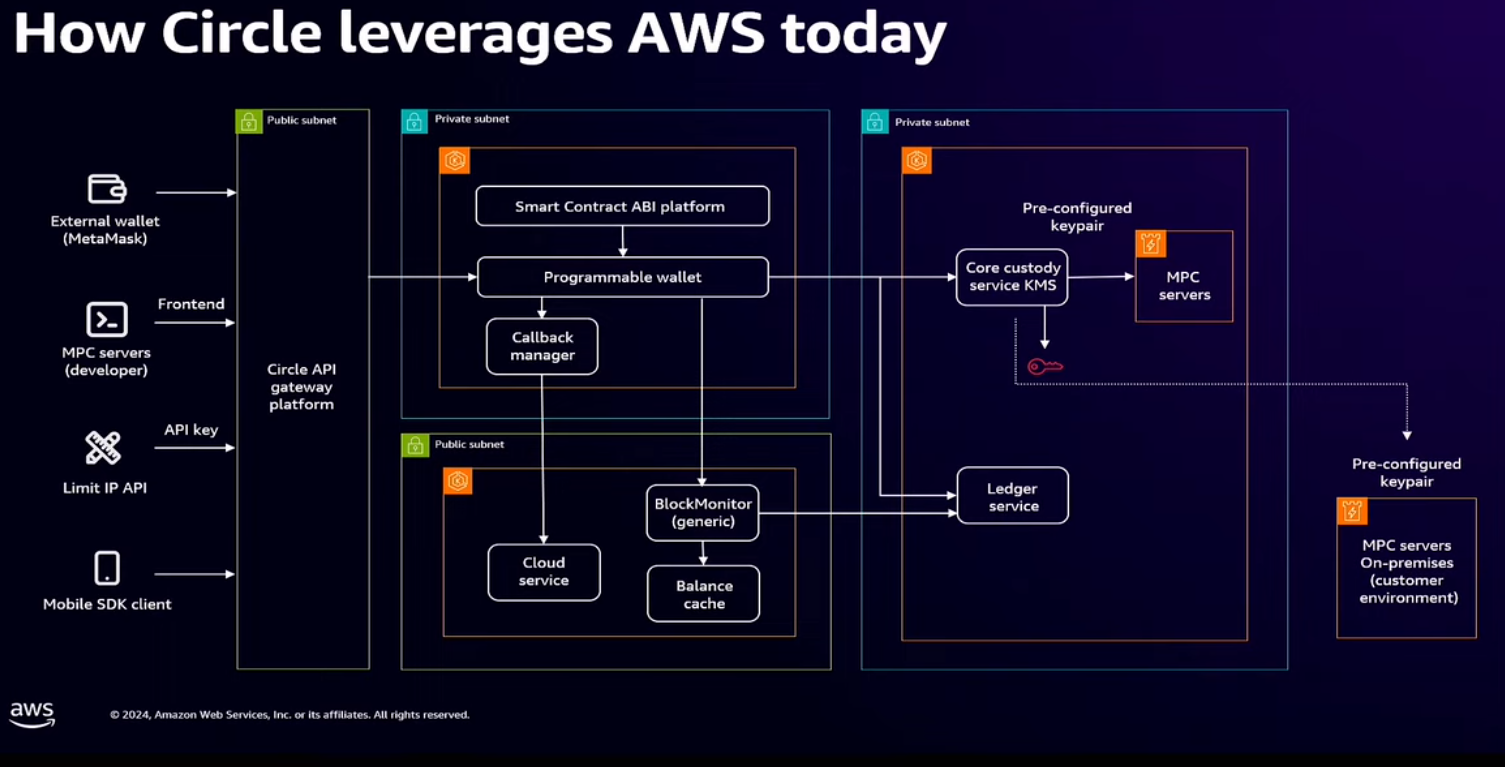 How Circle leverages AWS today
Public subnet
External wallet
(MetaMask)
Frontend
MPC servers
(developer)
API key
Limit IP API
Mobile SDK client
Circle API
gateway
platform
Private subnet
Smart Contract ABI platform
Programmable wallet
Callback
manager
Public subnet
Cloud
service
BlockMonitor
(generic)
Balance
cache
Private subnet
Pre-configured
keypair
Core custody
service KMS
MPC
servers
Ledger
service
Pre-configured
keypair
MPC servers
On-premises
(customer
environment)
aws
© 2024, Amazon Web Services, Inc. or its affiliates. All rights reserved.